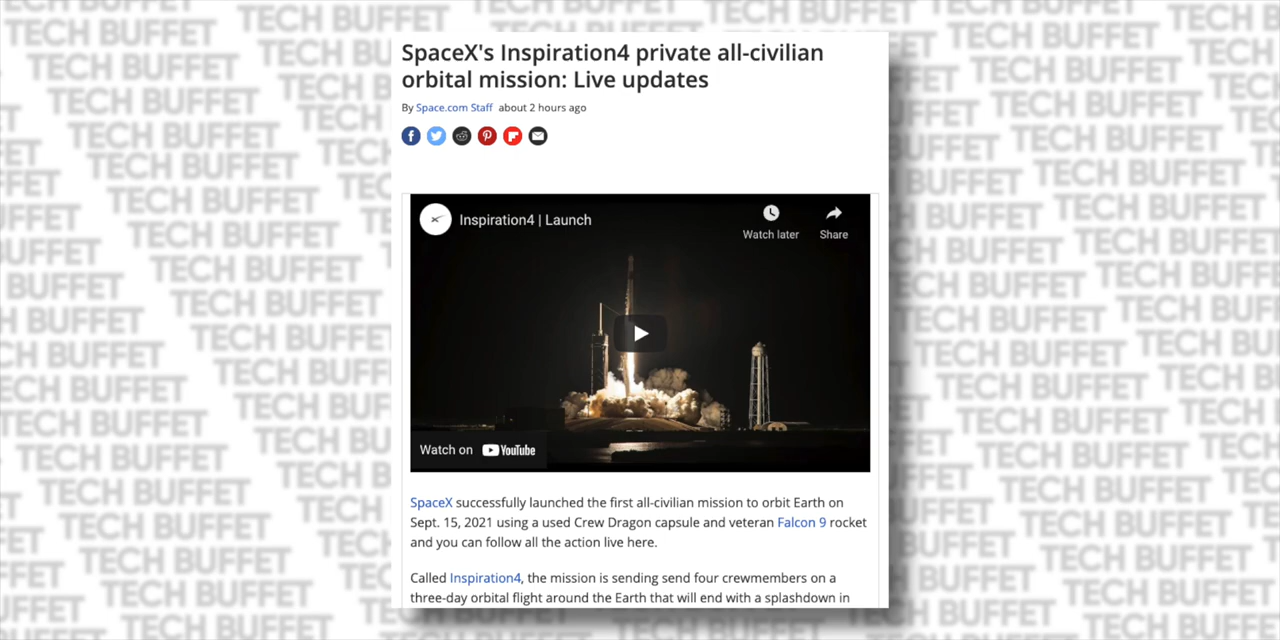 SpaceX's Inspiration4 private all-civilian
orbital mission: Live updates
By Space.com Staff about 2 hours ago
Inspiration4 | Launch
Watch later
Share
Watch on YouTube
SpaceX successfully launched the first all-civilian mission to orbit Earth on
Sept. 15, 2021 using a used Crew Dragon capsule and veteran Falcon 9 rocket
and you can follow all the action live here.
Called Inspiration4, the mission is sending send four crewmembers on a
three-day orbital flight around the Earth that will end with a splashdown in
TECH BUFFET